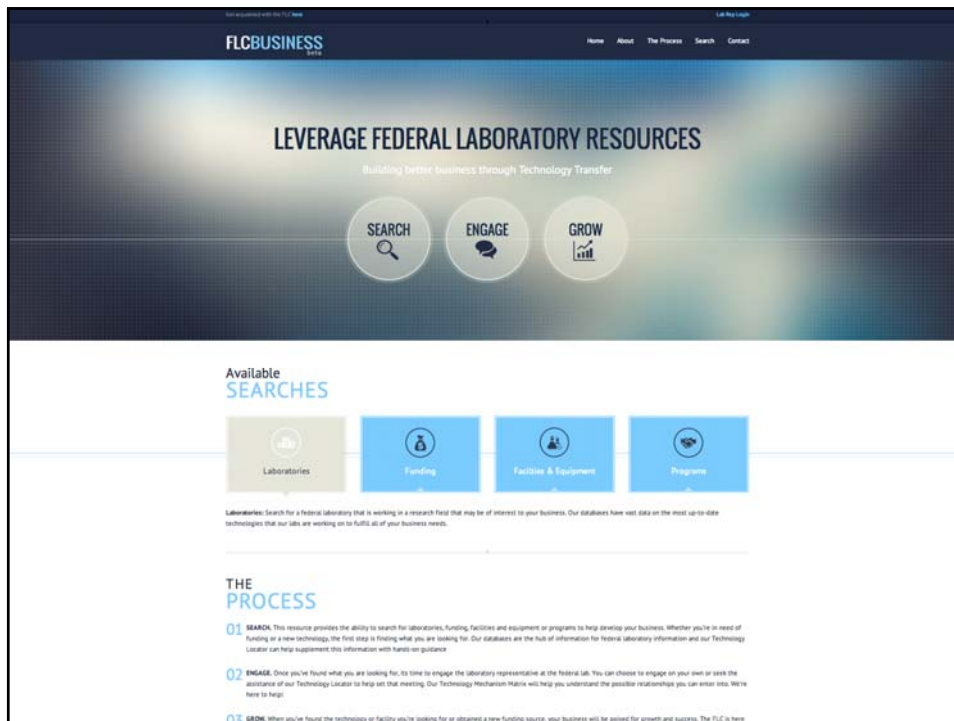 Get acquainted with the FLC here
Lab Rep Login
FLCBUSINESS
beta
Home About The Process Search Contact
LEVERAGE FEDERAL LABORATORY RESOURCES
Building better business through Technology Transfer
SEARCH ENGAGE GROW
Available
SEARCHES
Laboratories Funding Facilities & Equipment Programs
Laboratories: Search for a federal laboratory that is working in a research field that may be of interest to your business. Our databases have vast data on the most up-to-date
technologies that our labs are working on to fulfill all of your business needs.
THE
PROCESS
01 SEARCH. This resource provides the ability to search for laboratories, funding, facilities and equipment or programs to help develop your business. Whether you're in need of
funding or a new technology, the first step is finding what you are looking for. Our databases are the hub of information for federal laboratory information and our Technology
Locator can help supplement this information with hands-on guidance
02 ENGAGE. Once you've found what you are looking for, its time to engage the laboratory representative at the federal lab. You can choose to engage on your own or seek the
assistance of our Technology Locator to help set that meeting. Our Technology Mechanism Matrix will help you understand the possible relationships you can enter into. We're
here to help!
03 GROW. When you've found the technology or facility you're looking for or obtained a new funding source, your business will be poised for growth and success. The FLC is here